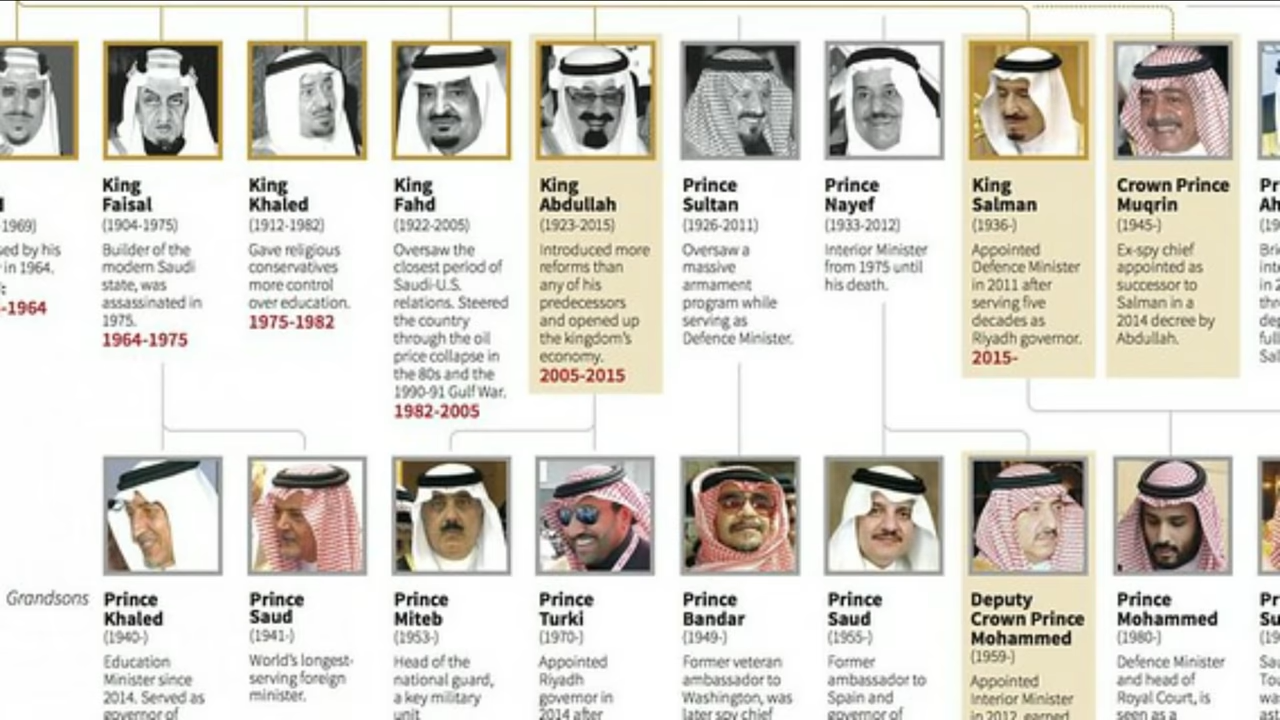 King
Faisal
(1904-1975)
Builder of the
modern Saudi
state, was
assassinated in
1975.
1964-1975
King
Khaled
(1912-1982)
Gave religious
conservatives
more control
over education.
1975-1982
King
Fahd
(1922-2005)
Oversaw the
closest period of
Saudi-U.S.
relations. Steered
the country
through the oil
price collapse in
the 80s and the
1990-91 Gulf War.
1982-2005
King
Abdullah
(1923-2015)
Introduced more
reforms than
any of his
predecessors
and opened up
the kingdom's
economy.
2005-2015
Prince
Sultan
(1926-2011)
Oversaw a
massive
armament
program while
serving as
Defence Minister.
Prince
Nayef
(1933-2012)
Interior Minister
from 1975 until
his death.
King
Salman
(1936-)
Appointed
Defence Minister
in 2011 after
serving five
decades as
Riyadh governor.
2015-
Crown Prince
Muqrin
(1945-)
Ex-spy chief
appointed as
successor to
Salman in a
2014 decree by
Abdullah.
-1969)
sed by his
in 1964.
-1964
Grandsons
Prince
Khaled
(1940-)
Education
Minister since
2014. Served as
governor of
Prince
Saud
(1941-)
World's longest-
serving foreign
minister.
Prince
Miteb
(1953-)
Head of the
national guard,
a key military
unit
Prince
Turki
(1970-)
Appointed
Riyadh
governor in
2014 after
Prince
Bandar
(1949-)
Former veteran
ambassador to
Washington, was
later spy chief
Prince
Saud
(1955-)
Former
ambassador to
Spain and
governor of
Deputy
Crown Prince
Mohammed
(1959-)
Appointed
Interior Minister
in 2012, earned
Prince
Mohammed
(1980-)
Defence Minister
and head of
Royal Court, is
seen as a